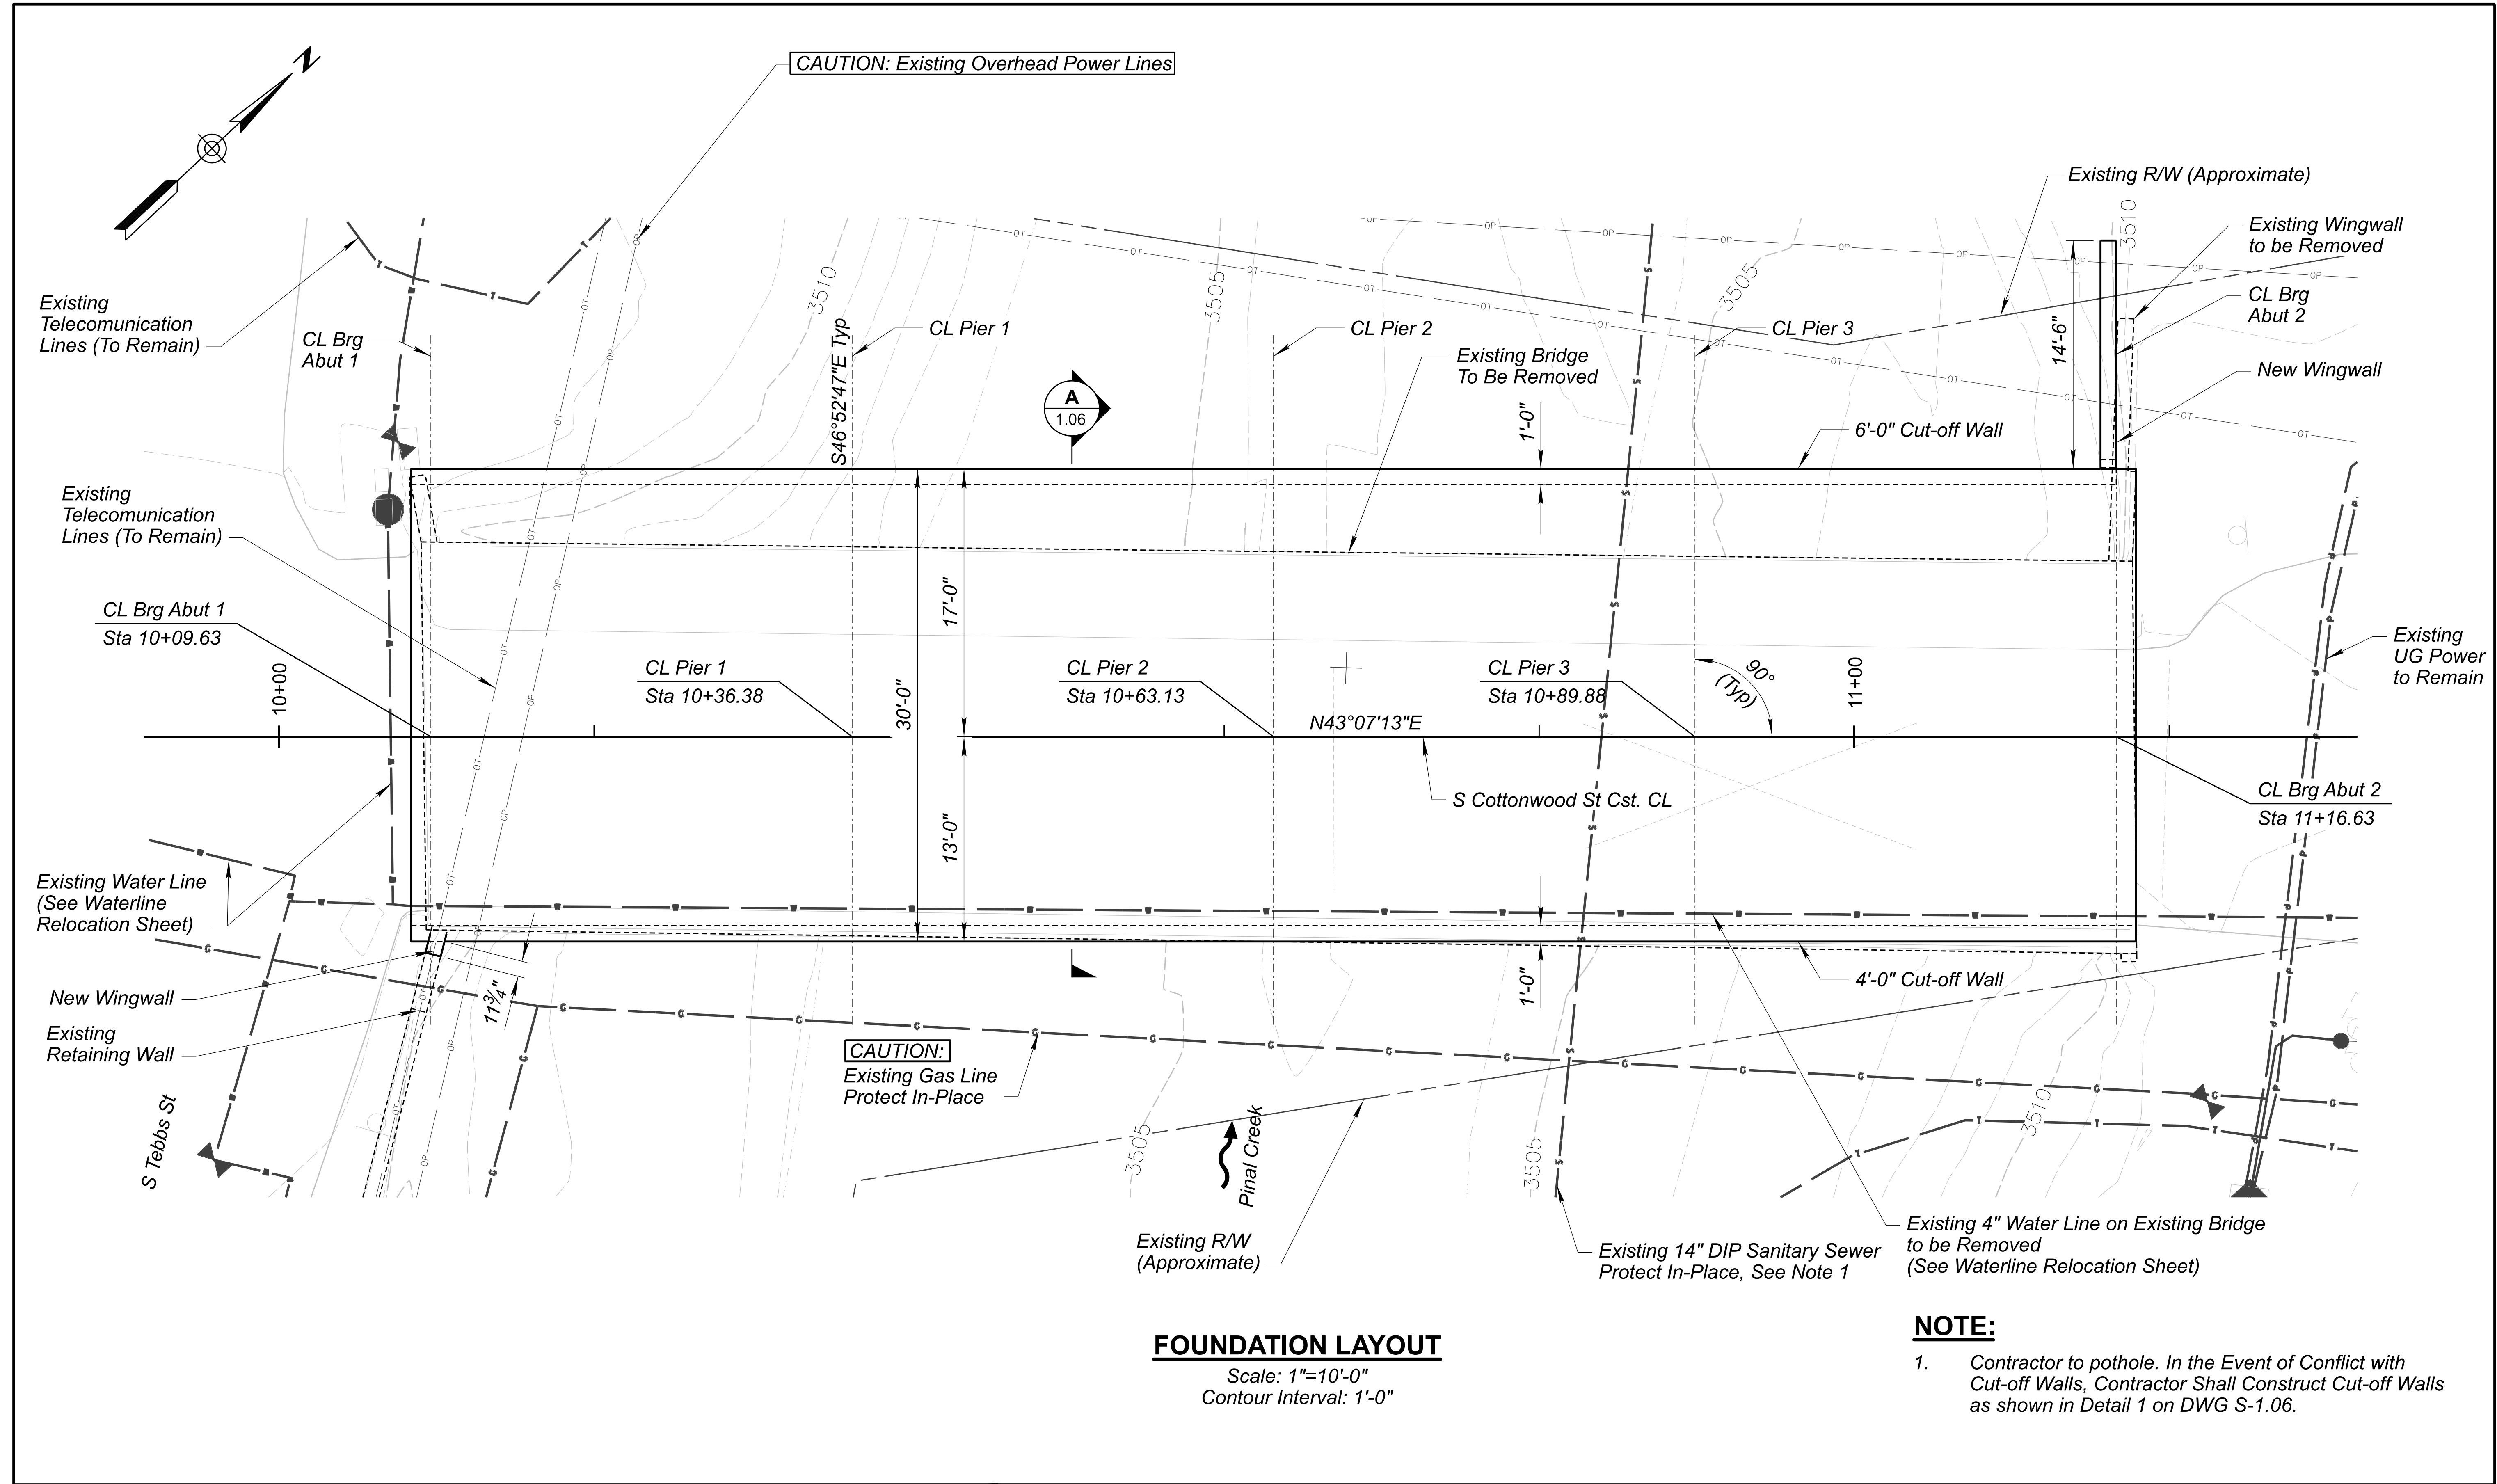 N
CAUTION: Existing Overhead Power Lines
Existing R/W (Approximate)
3510
Existing Wingwall
to be Removed
Existing
Telecomunication
Lines (To Remain)
CL Brg
Abut 1
3510
S46°52'47"E Typ
CL Pier 1
3505
CL Pier 2
3505
CL Pier 3
14'-6"
CL Brg
Abut 2
Existing Bridge
To Be Removed
New Wingwall
A
1.06
1'-0"
6'-0" Cut-off Wall
Existing
Telecomunication
Lines (To Remain)
CL Brg Abut 1
Sta 10+09.63
10+00
CL Pier 1
Sta 10+36.38
30'-0"
17'-0"
CL Pier 2
Sta 10+63.13
CL Pier 3
Sta 10+89.88
90°
(Typ)
11+00
Existing
UG Power
to Remain
N43°07'13"E
S Cottonwood St Cst. CL
CL Brg Abut 2
Sta 11+16.63
13'-0"
Existing Water Line
(See Waterline
Relocation Sheet)
New Wingwall
Existing
Retaining Wall
11¾"
1'-0"
4'-0" Cut-off Wall
CAUTION:
Existing Gas Line
Protect In-Place
S Tebbs St
3505
Pinal Creek
3505
3510
Existing R/W
(Approximate)
Existing 14" DIP Sanitary Sewer
Protect In-Place, See Note 1
Existing 4" Water Line on Existing Bridge
to be Removed
(See Waterline Relocation Sheet)
FOUNDATION LAYOUT
Scale: 1"=10'-0"
Contour Interval: 1'-0"
NOTE:
1. Contractor to pothole. In the Event of Conflict with
Cut-off Walls, Contractor Shall Construct Cut-off Walls
as shown in Detail 1 on DWG S-1.06.